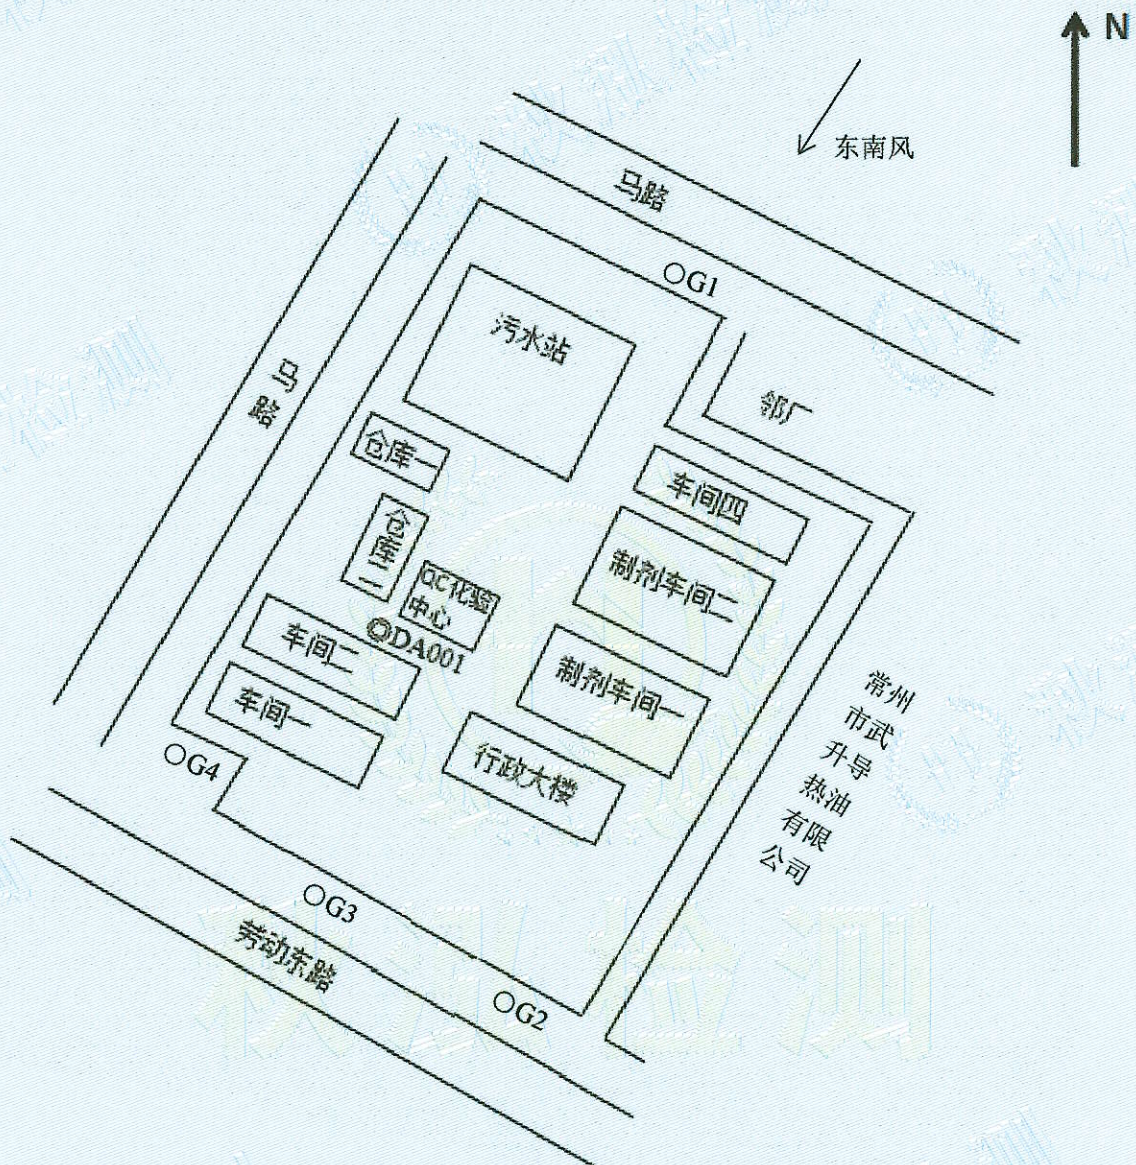 N
东南风
马路
○G1
污水站
马
路
邻厂
仓库一
车间四
仓
库
二
制剂车间二
QC化验
中心
◎DA001
车间二
制剂车间一
车间一
常州
市武
升导
热油
有限
公司
○G4
行政大楼
○G3
劳动东路
○G2
检测